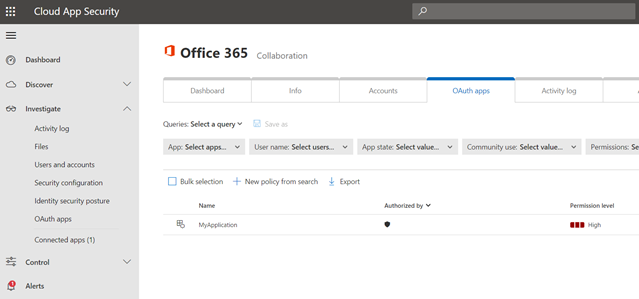 Cloud App Security
Dashboard
Discover
Investigate
Activity log
Files
Users and accounts
Security configuration
Identity security posture
OAuth apps
Connected apps (1)
Control
Alerts
Office 365 Collaboration
Dashboard Info Accounts OAuth apps Activity log
Queries: Select a query Save as
App: Select apps... User name: Select users... App state: Select value... Community use: Select value... Permissions: Se
Bulk selection New policy from search Export
Name Authorized by Permission level
MyApplication High